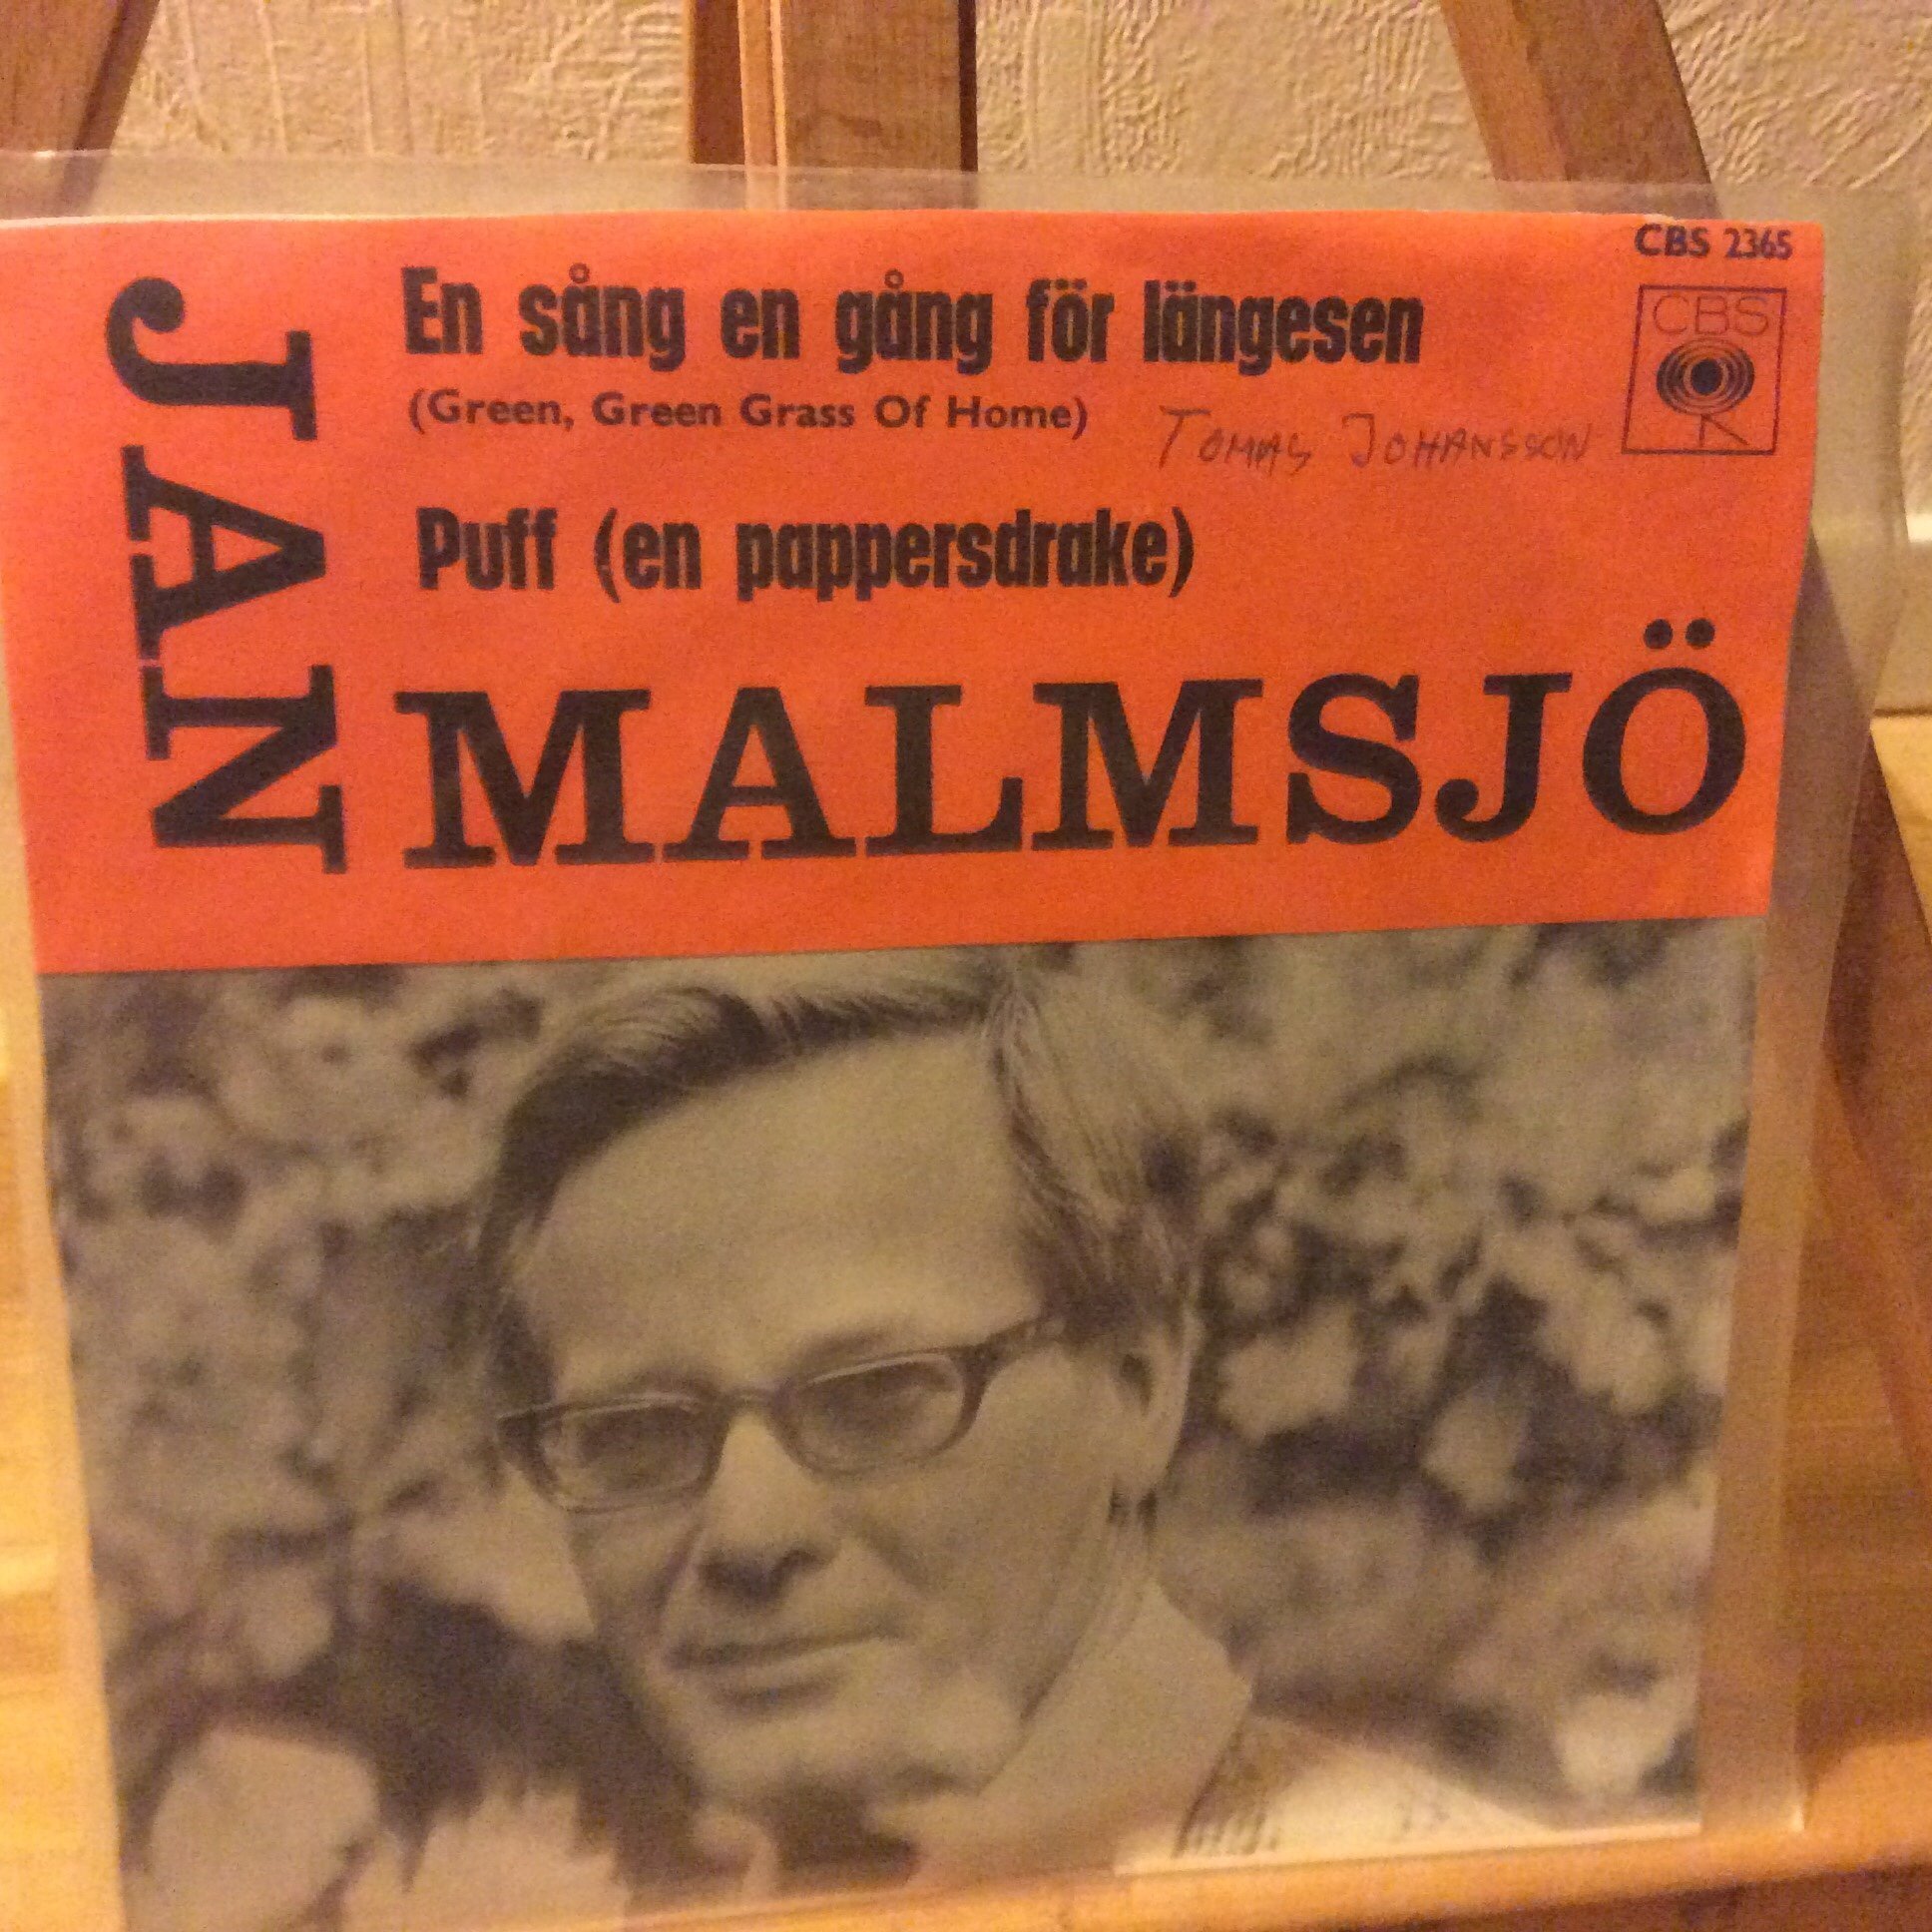 CBS 2365
CBS
En sång en gång för längesen
(Green, Green Grass Of Home)
TOMAS JOHANSSON
Puff (en pappersdrake)
JAN
MALMSJÖ